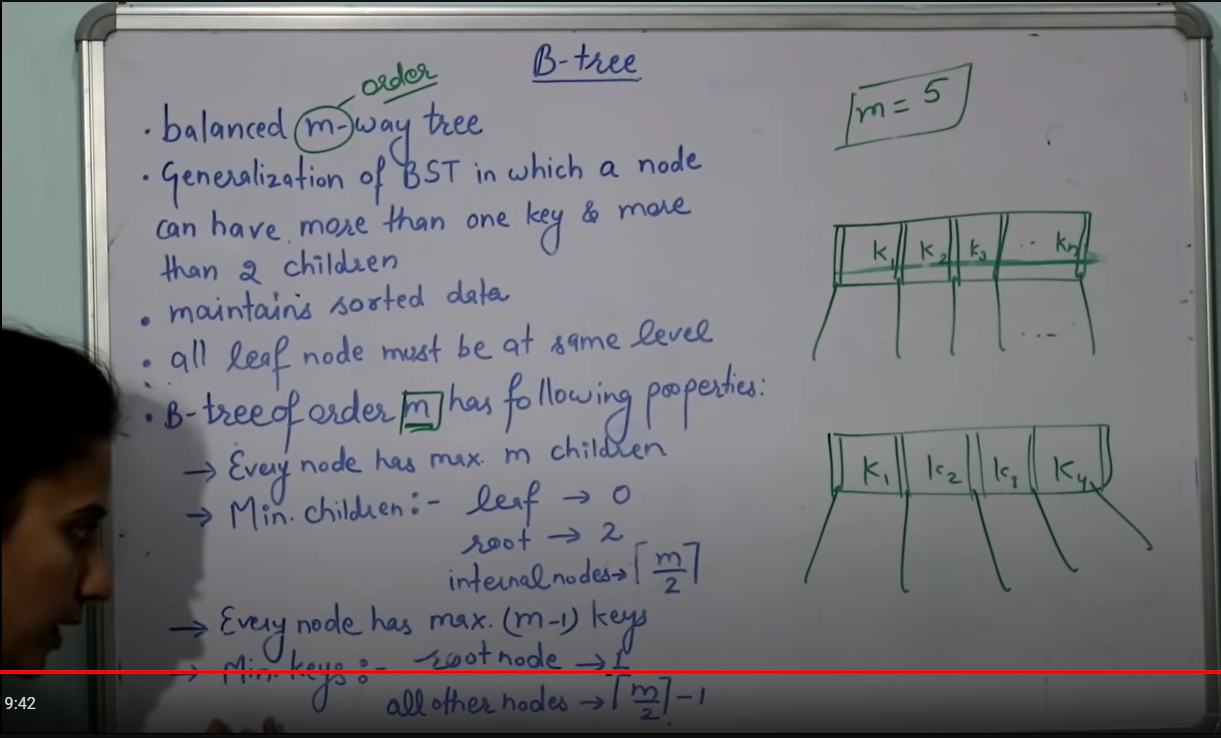 B-tree
order
• balanced m-way tree
• Generalization of BST in which a node
can have more than one key & more
than 2 children
• maintains sorted data
• all leaf node must be at same level
• B-tree of order m has following properties:
→ Every node has max. m children
→ Min. children:- leaf → 0
root → 2
internal nodes → ⌈m/2⌉
→ Every node has max. (m-1) keys
→ Min. keys:- root node → 1
all other nodes → ⌈m/2⌉-1
m = 5
K1 K2 K3 ... Kn
...
K1 K2 K3 K4
9:42